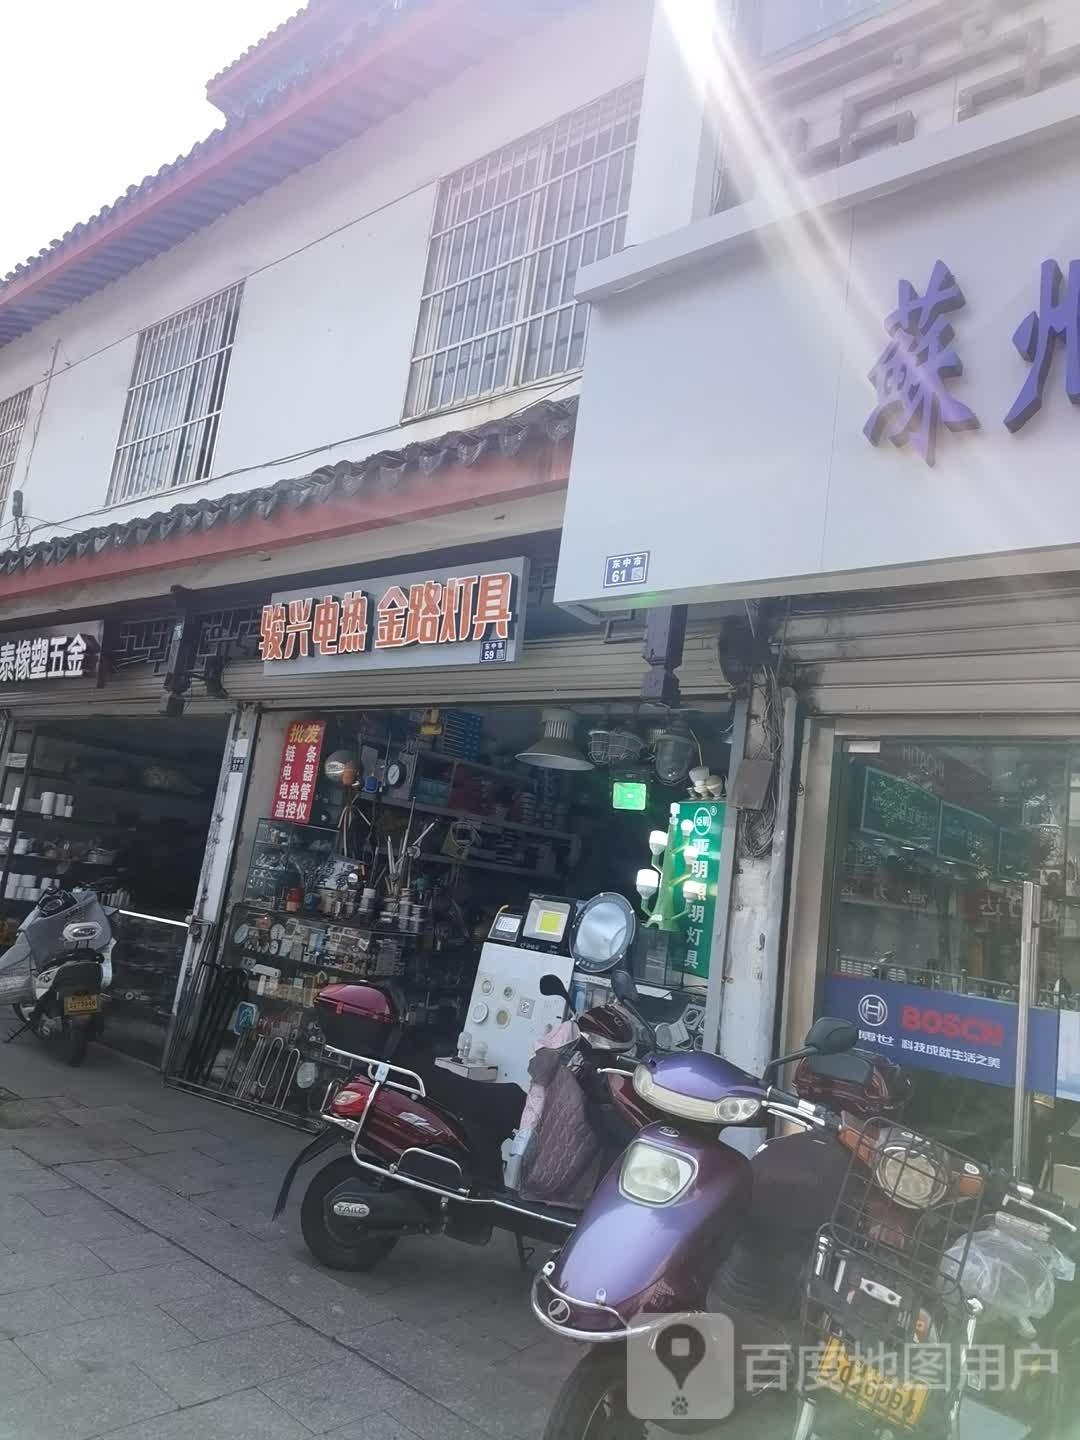 蘇州
东中市
61
骏兴电热 金路灯具
东中市
59
泰橡塑五金
批发
链条
电器
电热管
温控仪
亚明
®
亚明照明灯具
BOSCH
博世 科技成就生活之美
TAILG
百度地图用户